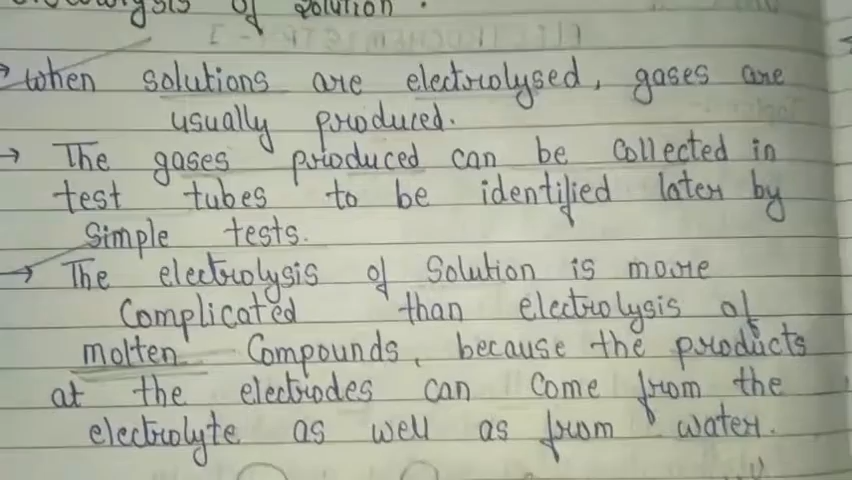 of solution.
→ When solutions are electrolysed, gases are
usually produced.
→ The gases produced can be collected in
test tubes to be identified later by
simple tests.
→ The electrolysis of solution is more
complicated than electrolysis of
molten compounds, because the products
at the electrodes can come from the
electrolyte as well as from water.